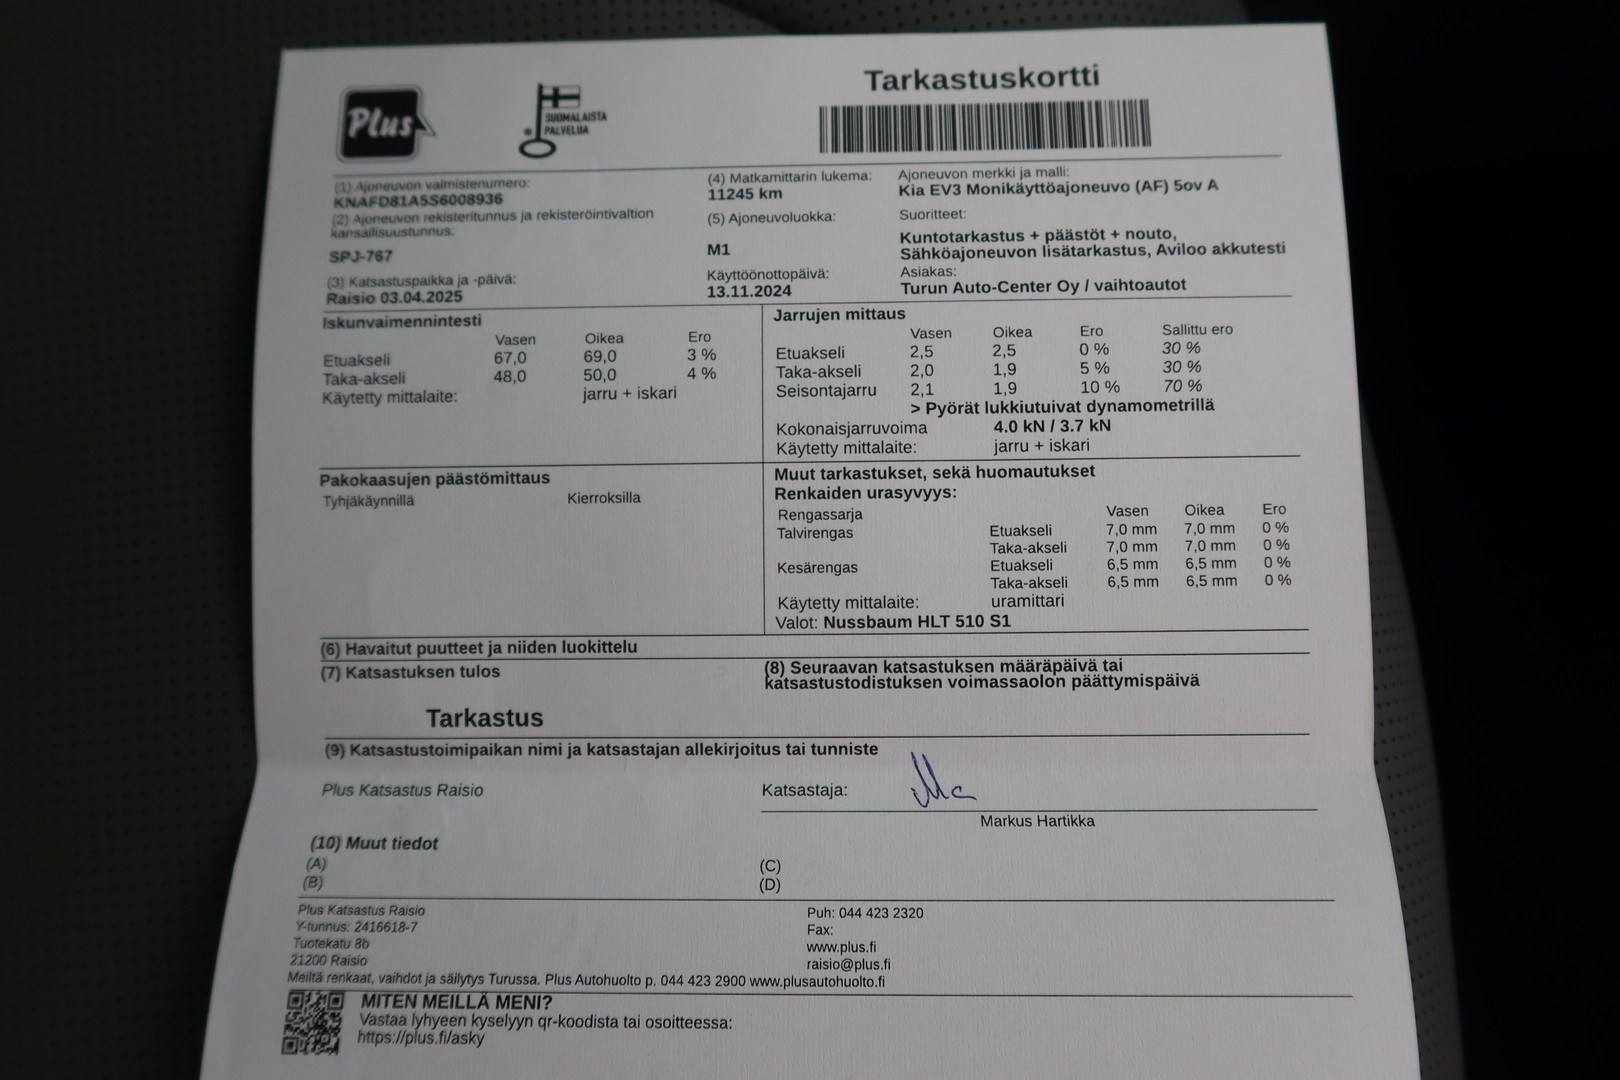 Tarkastuskortti
Plus
SUOMALAISTA
PALVELUA
(1) Ajoneuvon valmistenumero:
KNAFD81A5S6008936
(2) Ajoneuvon rekisteritunnus ja rekisteröintivaltion
kansallisuustunnus:
SPJ-767
(3) Katsastuspaikka ja -päivä:
Raisio 03.04.2025
(4) Matkamittarin lukema:
11245 km
(5) Ajoneuvoluokka:
M1
Käyttöönottopäivä:
13.11.2024
Ajoneuvon merkki ja malli:
Kia EV3 Monikäyttöajoneuvo (AF) 5ov A
Suoritteet:
Kuntotarkastus + päästöt + nouto,
Sähköajoneuvon lisätarkastus, Aviloo akkutesti
Asiakas:
Turun Auto-Center Oy / vaihtoautot
Iskunvaimennintesti
Vasen Oikea Ero
Etuakseli 67,0 69,0 3 %
Taka-akseli 48,0 50,0 4 %
Käytetty mittalaite: jarru + iskari
Jarrujen mittaus
Vasen Oikea Ero Sallittu ero
Etuakseli 2,5 2,5 0 % 30 %
Taka-akseli 2,0 1,9 5 % 30 %
Seisontajarru 2,1 1,9 10 % 70 %
> Pyörät lukkiutuivat dynamometrillä
Kokonaisjarruvoima 4.0 kN / 3.7 kN
Käytetty mittalaite: jarru + iskari
Pakokaasujen päästömittaus
Tyhjäkäynnillä Kierroksilla
Muut tarkastukset, sekä huomautukset
Renkaiden urasyvyys:
Rengassarja Vasen Oikea Ero
Talvirengas Etuakseli 7,0 mm 7,0 mm 0 %
Taka-akseli 7,0 mm 7,0 mm 0 %
Kesärengas Etuakseli 6,5 mm 6,5 mm 0 %
Taka-akseli 6,5 mm 6,5 mm 0 %
Käytetty mittalaite: uramittari
Valot: Nussbaum HLT 510 S1
(6) Havaitut puutteet ja niiden luokittelu
(7) Katsastuksen tulos
Tarkastus
(8) Seuraavan katsastuksen määräpäivä tai
katsastustodistuksen voimassaolon päättymispäivä
(9) Katsastustoimipaikan nimi ja katsastajan allekirjoitus tai tunniste
Plus Katsastus Raisio
Katsastaja:
Markus Hartikka
(10) Muut tiedot
(A) (C)
(B) (D)
Plus Katsastus Raisio
Y-tunnus: 2416618-7
Tuotekatu 8b
21200 Raisio
Puh: 044 423 2320
Fax:
www.plus.fi
raisio@plus.fi
Meiltä renkaat, vaihdot ja säilytys Turussa. Plus Autohuolto p. 044 423 2900 www.plusautohuolto.fi
MITEN MEILLÄ MENI?
Vastaa lyhyeen kyselyyn qr-koodista tai osoitteessa:
https://plus.fi/asky